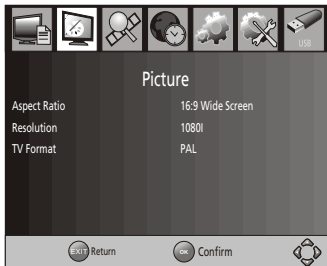 USB
Picture
Aspect Ratio 16:9 Wide Screen
Resolution 1080I
TV Format PAL
EXIT Return OK Confirm